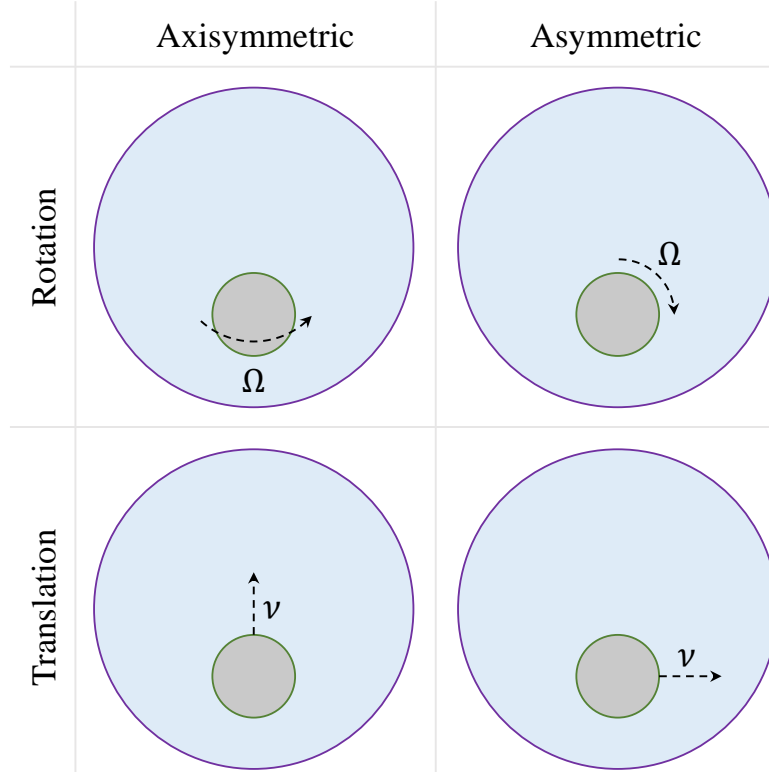 Axisymmetric
Asymmetric
Rotation
Ω
Ω
Translation
ν
ν